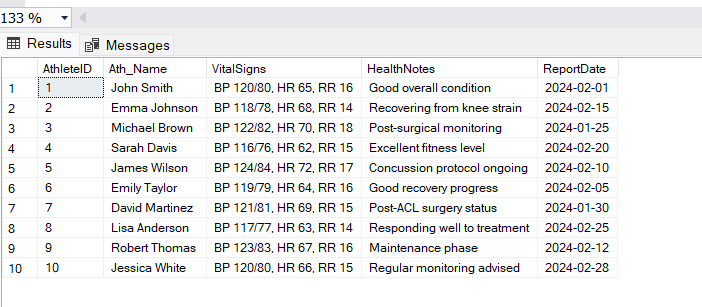 133 %
Results Messages
AthleteID Ath_Name VitalSigns HealthNotes ReportDate
1 1 John Smith BP 120/80, HR 65, RR 16 Good overall condition 2024-02-01
2 2 Emma Johnson BP 118/78, HR 68, RR 14 Recovering from knee strain 2024-02-15
3 3 Michael Brown BP 122/82, HR 70, RR 18 Post-surgical monitoring 2024-01-25
4 4 Sarah Davis BP 116/76, HR 62, RR 15 Excellent fitness level 2024-02-20
5 5 James Wilson BP 124/84, HR 72, RR 17 Concussion protocol ongoing 2024-02-10
6 6 Emily Taylor BP 119/79, HR 64, RR 16 Good recovery progress 2024-02-05
7 7 David Martinez BP 121/81, HR 69, RR 15 Post-ACL surgery status 2024-01-30
8 8 Lisa Anderson BP 117/77, HR 63, RR 14 Responding well to treatment 2024-02-25
9 9 Robert Thomas BP 123/83, HR 67, RR 16 Maintenance phase 2024-02-12
10 10 Jessica White BP 120/80, HR 66, RR 15 Regular monitoring advised 2024-02-28